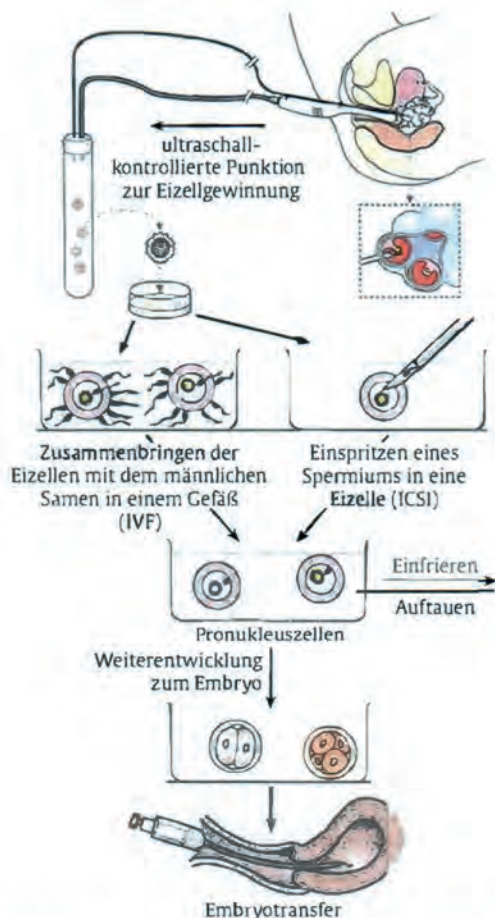 ultraschall-
kontrollierte Punktion
zur Eizellgewinnung
Zusammenbringen der
Eizellen mit dem männlichen
Samen in einem Gefäß
(IVF)
Einspritzen eines
Spermiums in eine
Eizelle (ICSI)
Einfrieren
Auftauen
Pronukleuszellen
Weiterentwicklung
zum Embryo
Embryotransfer